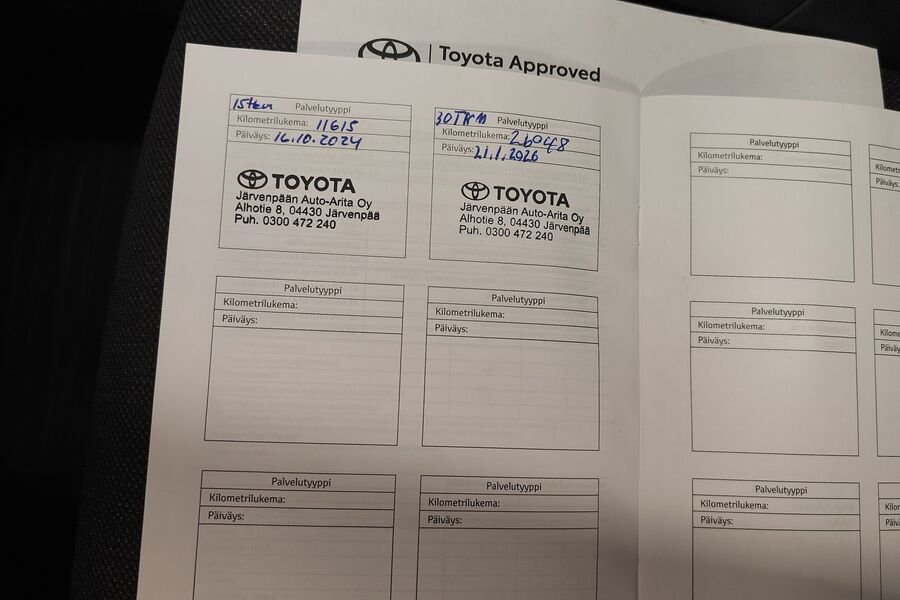 Toyota Approved
15tkm Palvelutyyppi
Kilometrilukema: 11615
Päiväys: 16.10.2024
TOYOTA
Järvenpään Auto-Arita Oy
Alhotie 8, 04430 Järvenpää
Puh. 0300 472 240
30TKM Palvelutyyppi
Kilometrilukema: 26048
Päiväys: 21.1.2026
TOYOTA
Järvenpään Auto-Arita Oy
Alhotie 8, 04430 Järvenpää
Puh. 0300 472 240
Palvelutyyppi
Kilometrilukema:
Päiväys:
Palvelutyyppi
Kilometrilukema:
Päiväys:
Palvelutyyppi
Kilometrilukema:
Päiväys:
Palvelutyyppi
Kilometrilukema:
Päiväys:
Palvelutyyppi
Kilometrilukema:
Päiväys:
Palvelutyyppi
Kilometrilukema:
Päiväys:
Palvelutyyppi
Kilometrilukema:
Päiväys: